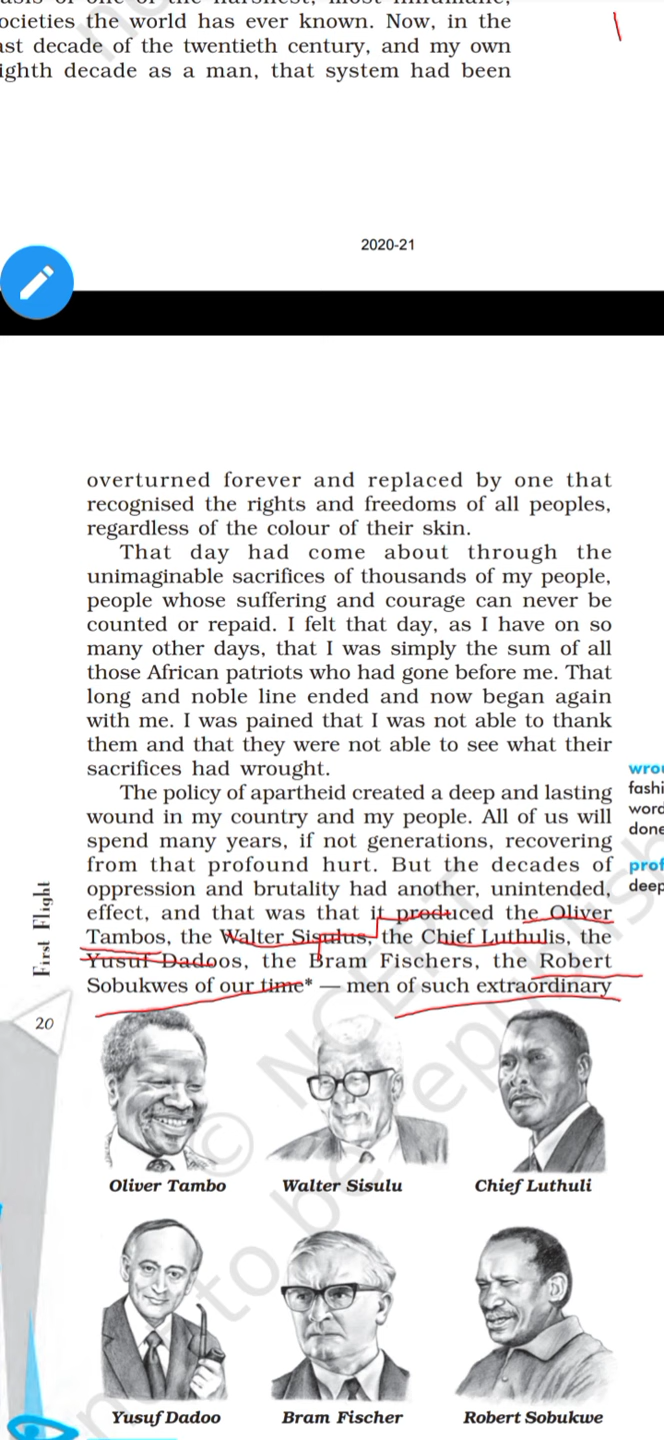 societies the world has ever known. Now, in the
last decade of the twentieth century, and my own
eighth decade as a man, that system had been
2020-21
overturned forever and replaced by one that
recognised the rights and freedoms of all peoples,
regardless of the colour of their skin.
That day had come about through the
unimaginable sacrifices of thousands of my people,
people whose suffering and courage can never be
counted or repaid. I felt that day, as I have on so
many other days, that I was simply the sum of all
those African patriots who had gone before me. That
long and noble line ended and now began again
with me. I was pained that I was not able to thank
them and that they were not able to see what their
sacrifices had wrought.
The policy of apartheid created a deep and lasting
wound in my country and my people. All of us will
spend many years, if not generations, recovering
from that profound hurt. But the decades of
oppression and brutality had another, unintended,
effect, and that was that it produced the Oliver
Tambos, the Walter Sisulus, the Chief Luthulis, the
Yusuf Dadoos, the Bram Fischers, the Robert
Sobukwes of our time* — men of such extraordinary
deep
First Flight
20
Oliver Tambo
Walter Sisulu
Chief Luthuli
Yusuf Dadoo
Bram Fischer
Robert Sobukwe
© NCERT